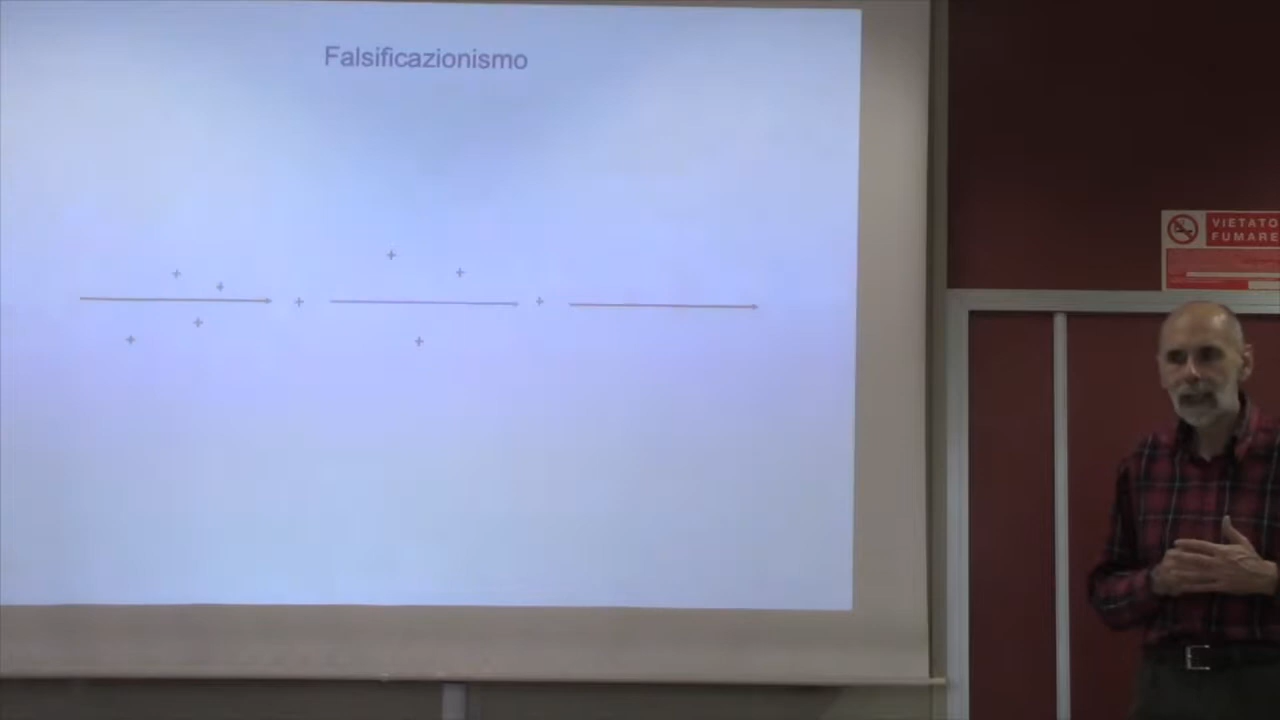 Falsificazionismo
+ +
+ +
+ +
+
+ +
VIETATO
FUMARE